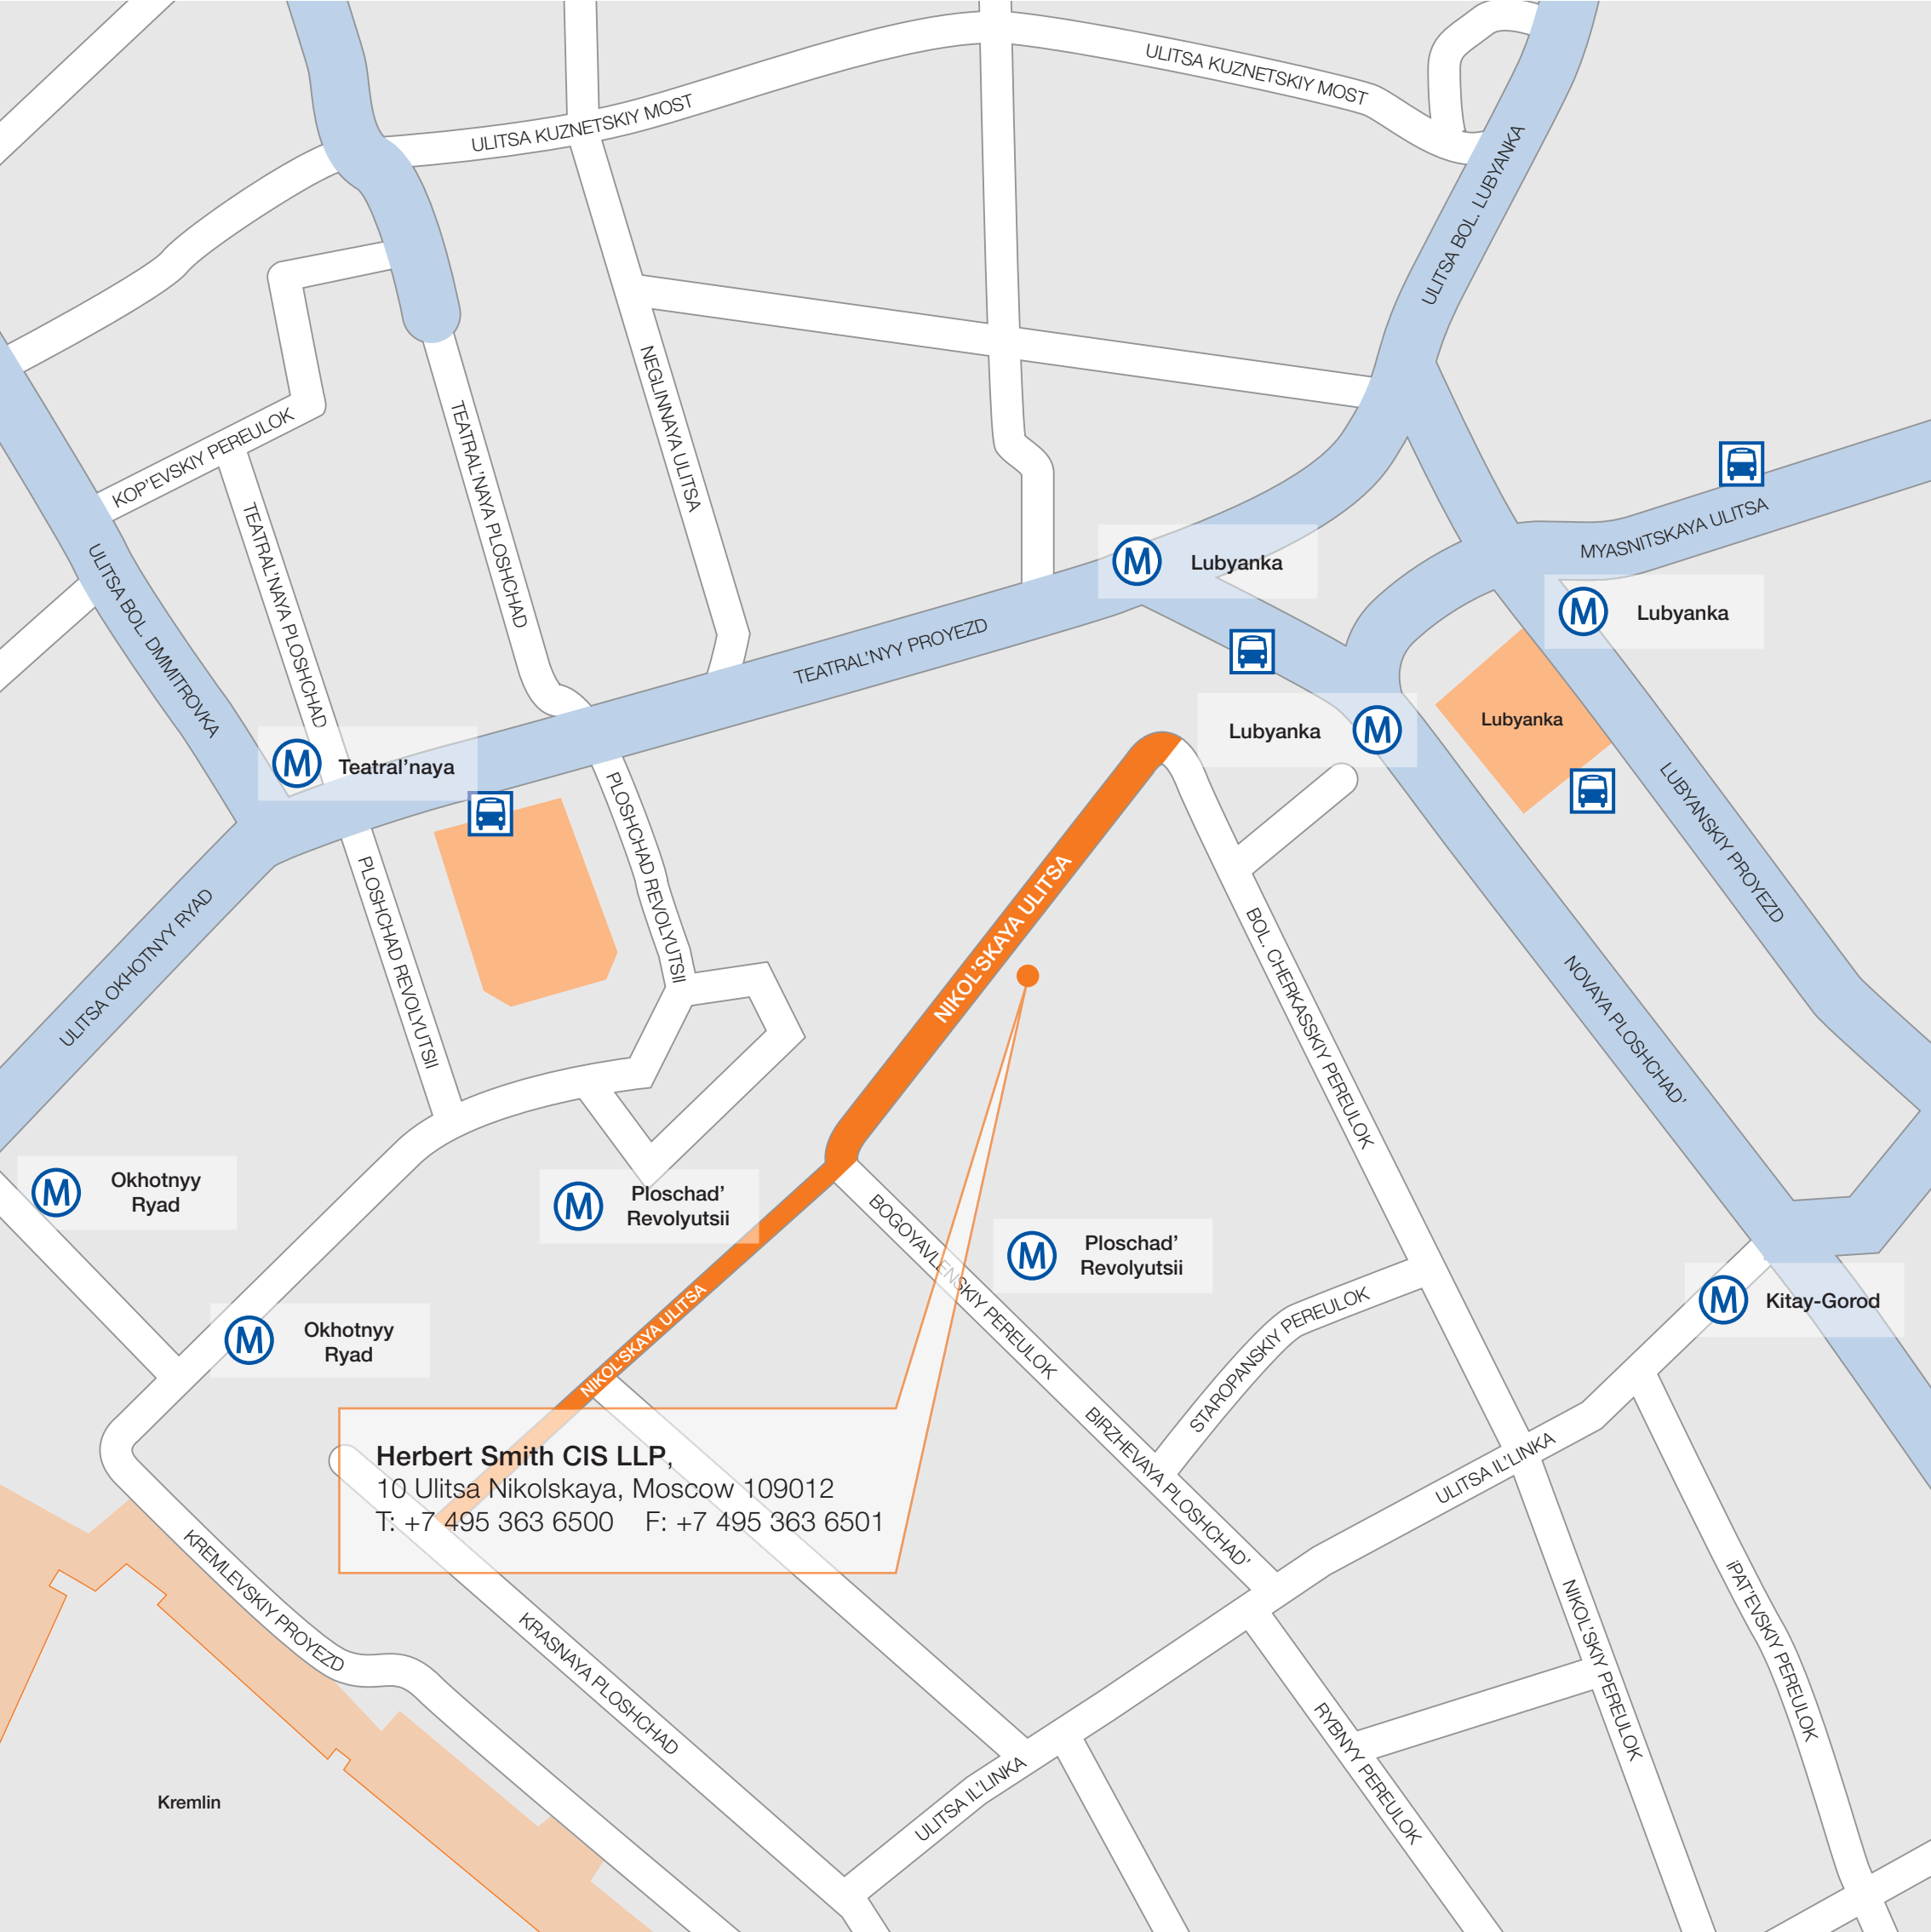 ULITSA KUZNETSKIY MOST
ULITSA KUZNETSKIY MOST
ULITSA BOL. LUBYANKA
NEGLINNAYA ULITSA
TEATRAL'NAYA PLOSHCHAD
KOP'EVSKIY PEREULOK
TEATRAL'NAYA PLOSHCHAD
ULITSA BOL. DMMITROVKA
MYASNITSKAYA ULITSA
M Lubyanka
M Lubyanka
TEATRAL'NYY PROYEZD
Lubyanka M
Lubyanka
M Teatral'naya
LUBYANSKIY PROYEZD
PLOSHCHAD REVOLYUTSII
PLOSHCHAD REVOLYUTSII
ULITSA OKHOTNYY RYAD
NIKOL'SKAYA ULITSA
BOL. CHERKASSKIY PEREULOK
NOVAYA PLOSHCHAD'
M Okhotnyy
Ryad
M Ploschad'
Revolyutsii
M Ploschad'
Revolyutsii
BOGOYAVLENSKIY PEREULOK
M Kitay-Gorod
M Okhotnyy
Ryad
NIKOL'SKAYA ULITSA
STAROPANSKIY PEREULOK
BIRZHEVAYA PLOSHCHAD'
ULITSA IL'LINKA
Herbert Smith CIS LLP,
10 Ulitsa Nikolskaya, Moscow 109012
T: +7 495 363 6500 F: +7 495 363 6501
KREMLEVSKIY PROYEZD
KRASNAYA PLOSHCHAD
NIKOL'SKIY PEREULOK
iPAT'EVSKIY PEREULOK
RYBNYY PEREULOK
ULITSA IL'LINKA
Kremlin